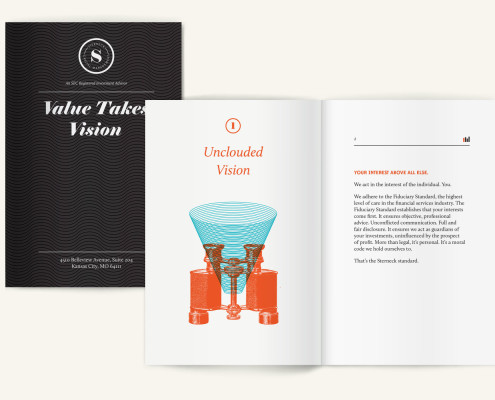 S
An SEC Registered Investment Advisor
Value Takes
Vision
4510 Belleview Avenue, Suite 204
Kansas City, MO 64111
1
Unclouded
Vision
YOUR INTEREST ABOVE ALL ELSE.
We act in the interest of the individual. You.
We adhere to the Fiduciary Standard, the highest
level of care in the financial services industry. The
Fiduciary Standard establishes that your interests
come first. It ensures objective, professional
advice. Unconflicted communication. Full and
fair disclosure. It ensures we act as guardians of
your investments, uninfluenced by the prospect
of profit. More than legal, it's personal. It's a moral
code we hold ourselves to.
That's the Sterneck standard.